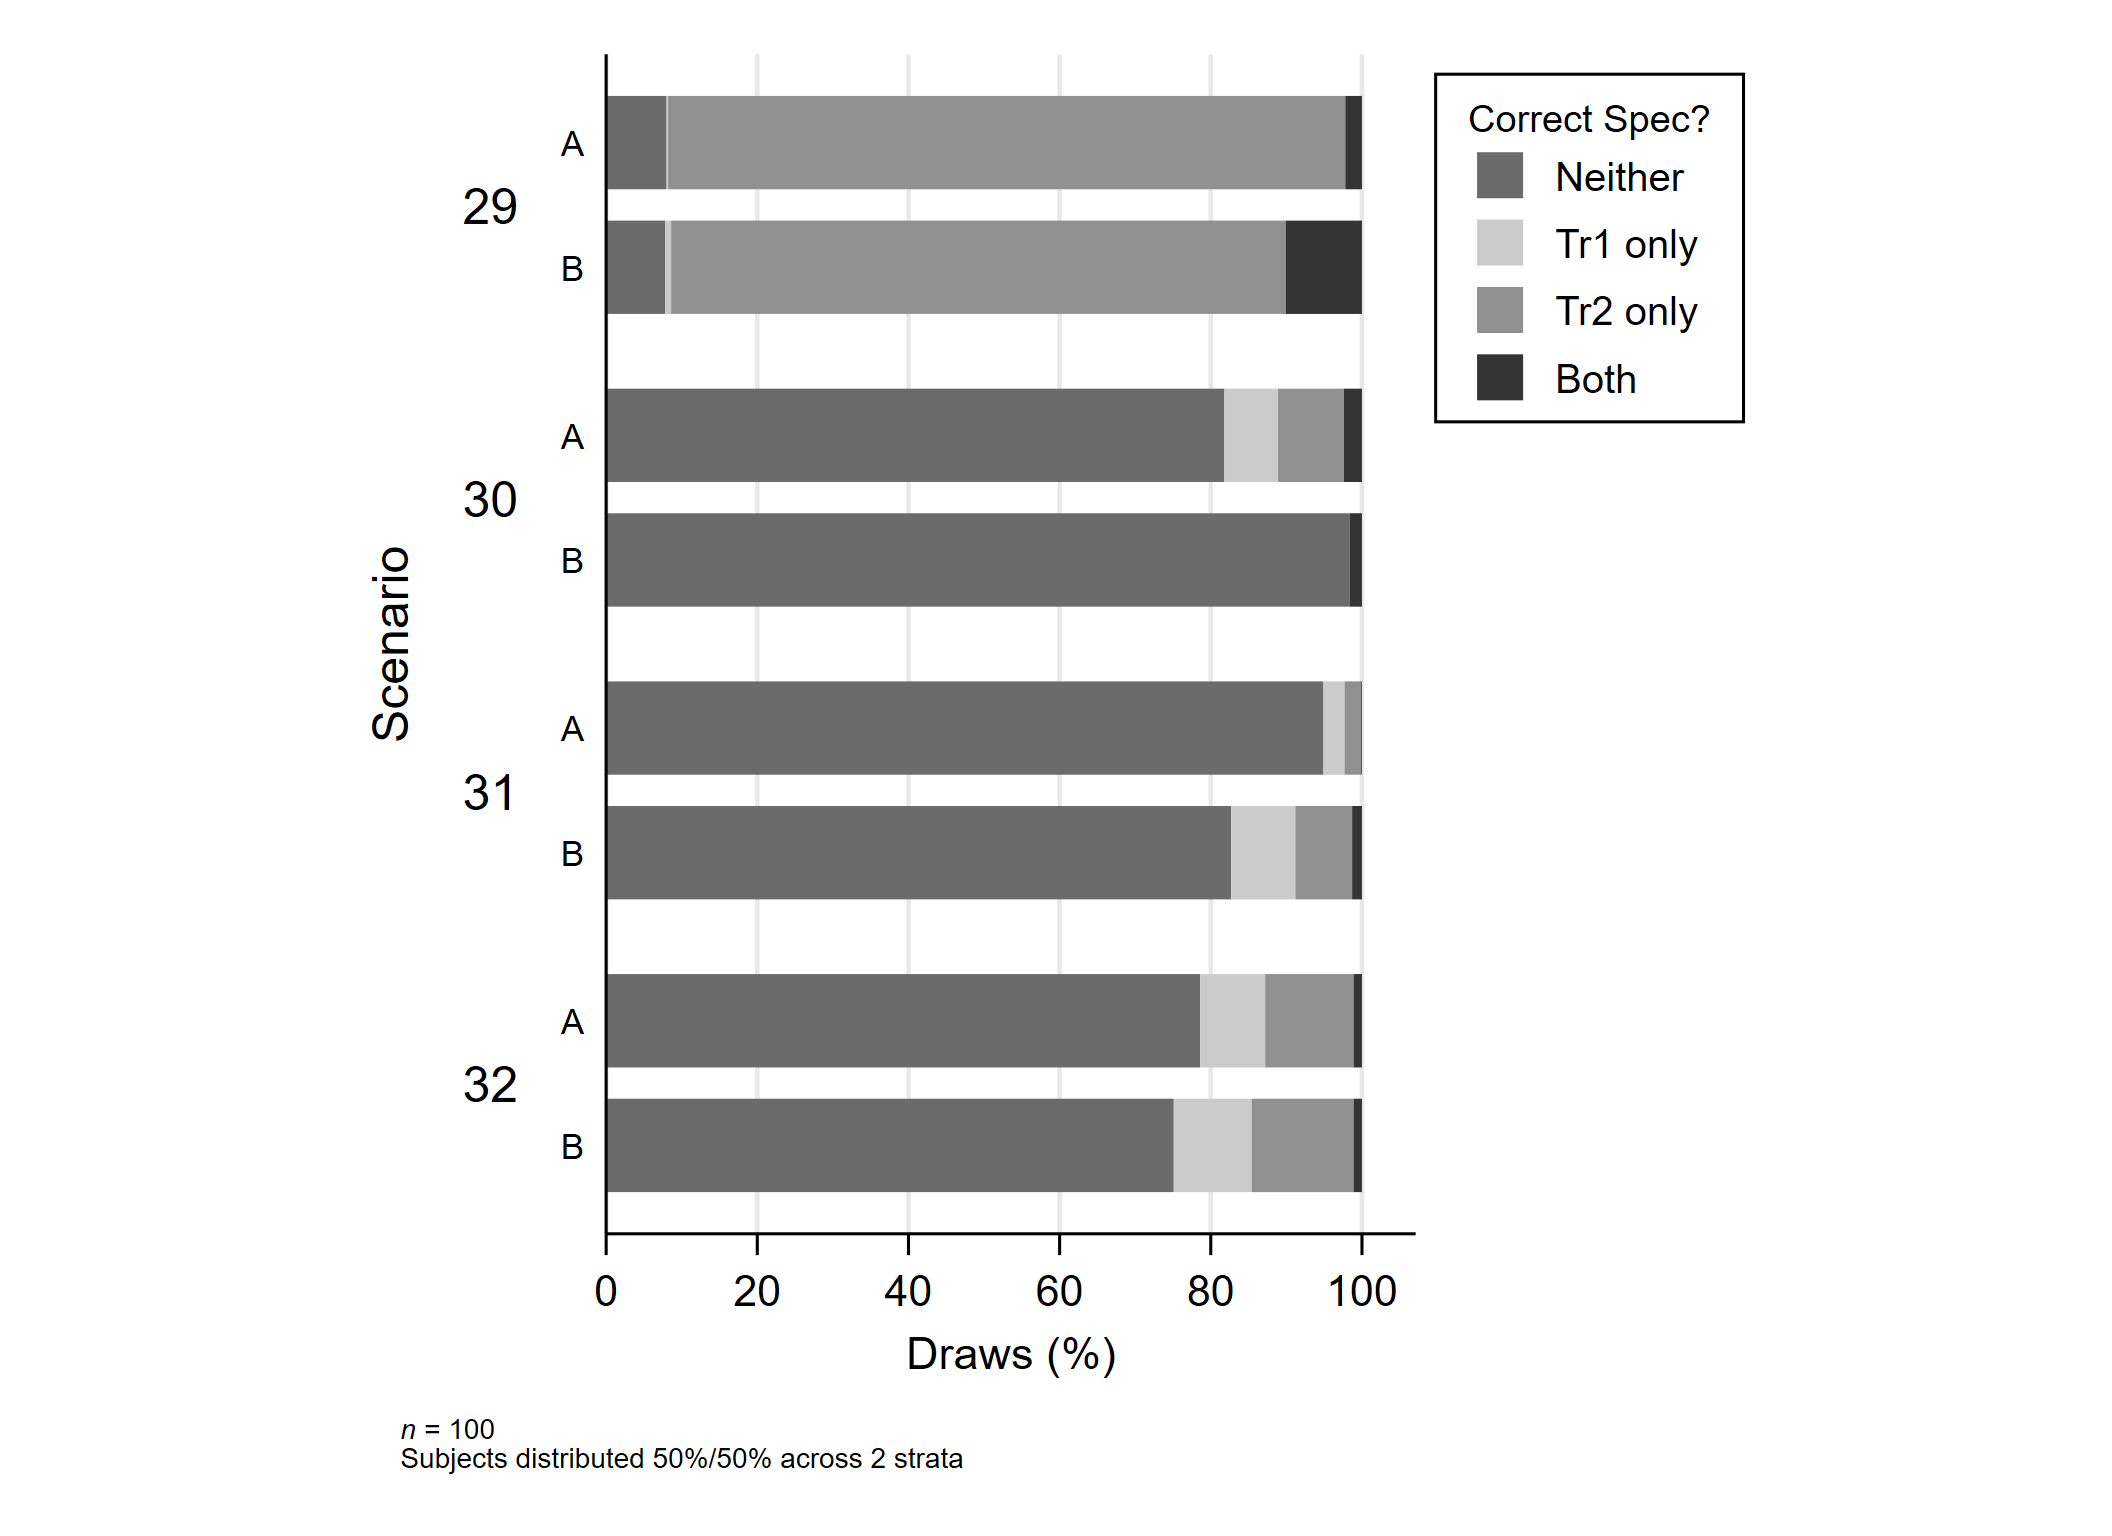 Correct Spec?
Neither
Tr1 only
Tr2 only
Both
Scenario
29
A
B
30
A
B
31
A
B
32
A
B
0 20 40 60 80 100
Draws (%)
n = 100
Subjects distributed 50%/50% across 2 strata